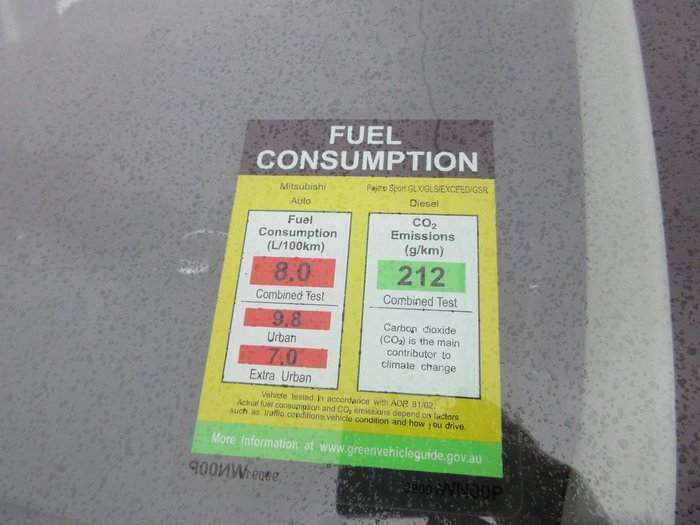 FUEL
CONSUMPTION
Mitsubishi
Pajero Sport GLX/GLS/EXCEED/GSR
Auto
Diesel
Fuel
Consumption
(L/100km)
8.0
Combined Test
9.8
Urban
7.0
Extra Urban
CO₂
Emissions
(g/km)
212
Combined Test
Carbon dioxide
(CO₂) is the main
contributor to
climate change
Vehicle tested in accordance with ADR 81/02
Actual fuel consumption and CO₂ emissions depend on factors
such as traffic conditions, vehicle condition and how you drive.
More information at www.greenvehicleguide.gov.au